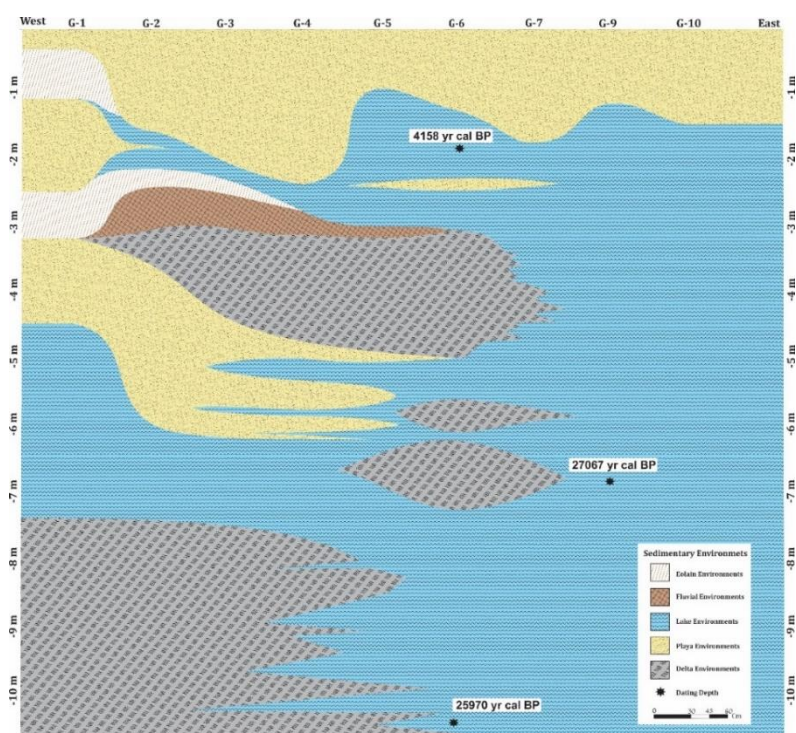 West G-1 G-2 G-3 G-4 G-5 G-6 G-7 G-9 G-10 East
-1 m -1 m
4158 yr cal BP
-2 m -2 m
-3 m -3 m
-4 m -4 m
-5 m -5 m
-6 m -6 m
27067 yr cal BP
-7 m -7 m
Sedimentary Environmets
-8 m -8 m
Eolain Environments
Fluvial Environments
Lake Environments
-9 m -9 m
Playa Environments
Delta Environments
Dating Depth
-10 m -10 m
25970 yr cal BP
0 30 45 60
Cm